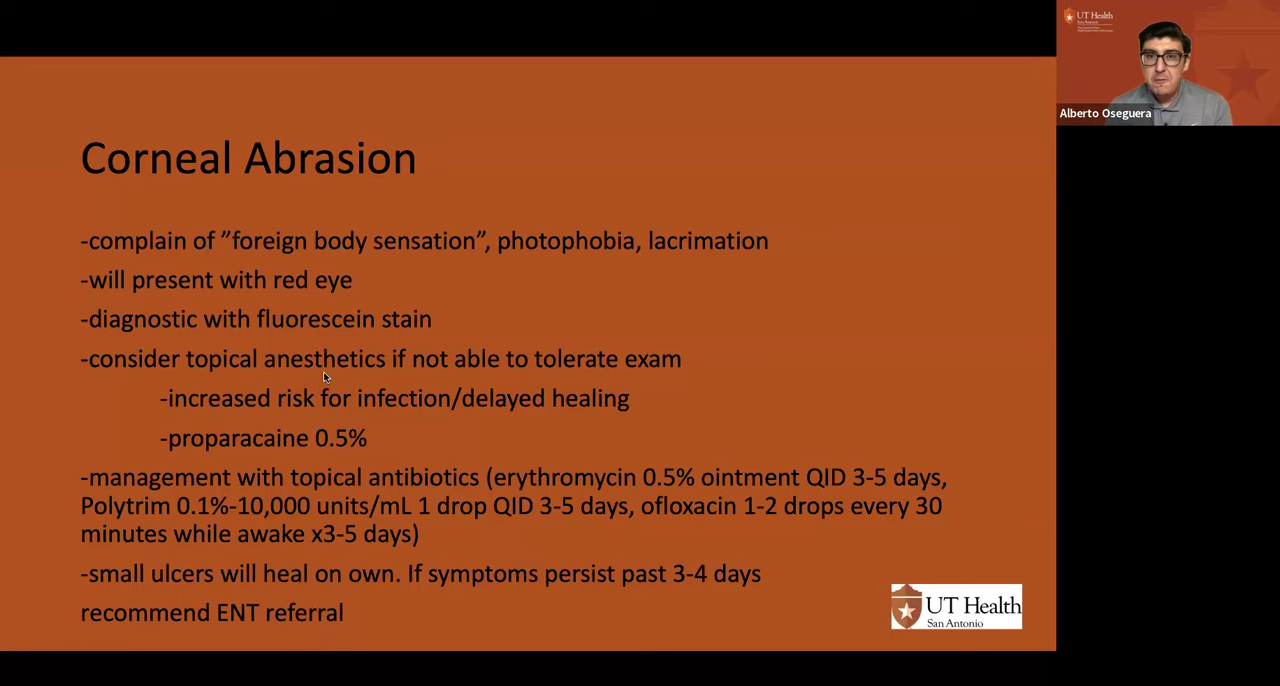 UT Health
San Antonio
Alberto Oseguera
Corneal Abrasion
-complain of ”foreign body sensation”, photophobia, lacrimation
-will present with red eye
-diagnostic with fluorescein stain
-consider topical anesthetics if not able to tolerate exam
-increased risk for infection/delayed healing
-proparacaine 0.5%
-management with topical antibiotics (erythromycin 0.5% ointment QID 3-5 days,
Polytrim 0.1%-10,000 units/mL 1 drop QID 3-5 days, ofloxacin 1-2 drops every 30
minutes while awake x3-5 days)
-small ulcers will heal on own. If symptoms persist past 3-4 days
recommend ENT referral
UT Health
San Antonio